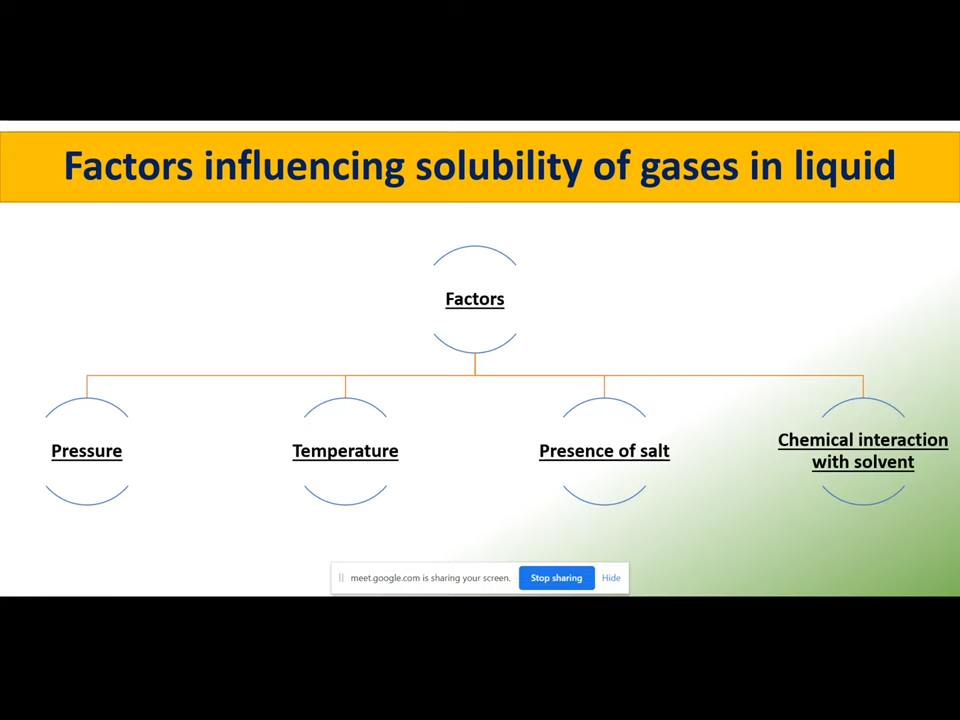 Factors influencing solubility of gases in liquid
Factors
Pressure
Temperature
Presence of salt
Chemical interaction
with solvent
meet.google.com is sharing your screen.
Stop sharing
Hide